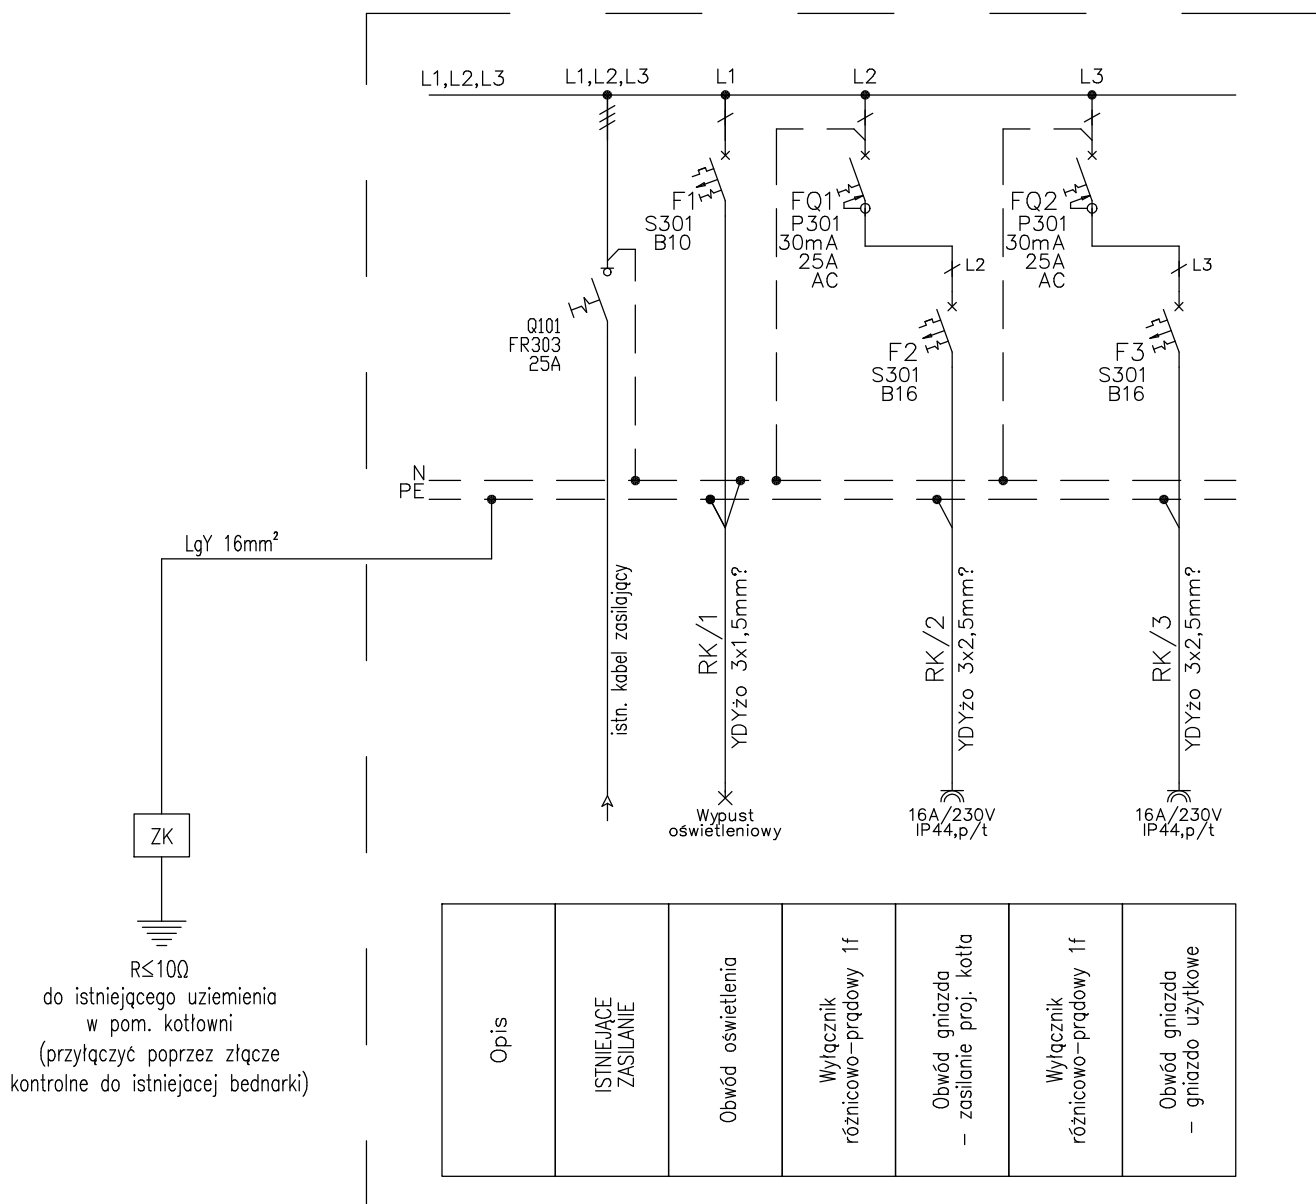 L1,L2,L3
L1,L2,L3
L1
L2
L3
F1
S301
B10
FQ1
P301
30mA
25A
AC
FQ2
P301
30mA
25A
AC
L2
L3
Q101
FR303
25A
F2
S301
B16
F3
S301
B16
N
PE
LgY 16mm²
istn. kabel zasilający
RK/1
YDYżo 3x1,5mm?
RK/2
YDYżo 3x2,5mm?
RK/3
YDYżo 3x2,5mm?
Wypust
oświetleniowy
16A/230V
IP44,p/t
16A/230V
IP44,p/t
ZK
R≤10Ω
do istniejącego uziemienia
w pom. kotłowni
(przyłączyć poprzez złącze
kontrolne do istniejacej bednarki)
Opis
ISTNIEJĄCE
ZASILANIE
Obwód oświetlenia
Wyłącznik
różnicowo-prądowy 1f
Obwód gniazda
- zasilanie proj. kotła
Wyłącznik
różnicowo-prądowy 1f
Obwód gniazda
- gniazdo użytkowe